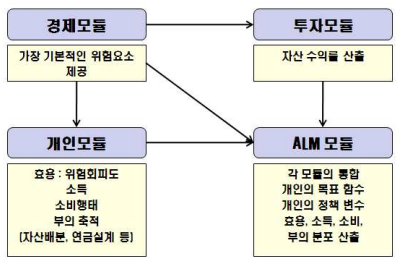 경제모듈
가장 기본적인 위험요소
제공
투자모듈
자산 수익률 산출
개인모듈
효용 : 위험회피도
소득
소비행태
부의 축적
(자산배분, 연금설계 등)
ALM 모듈
각 모듈의 통합
개인의 목표 함수
개인의 정책 변수
효용, 소득, 소비,
부의 분포 산출